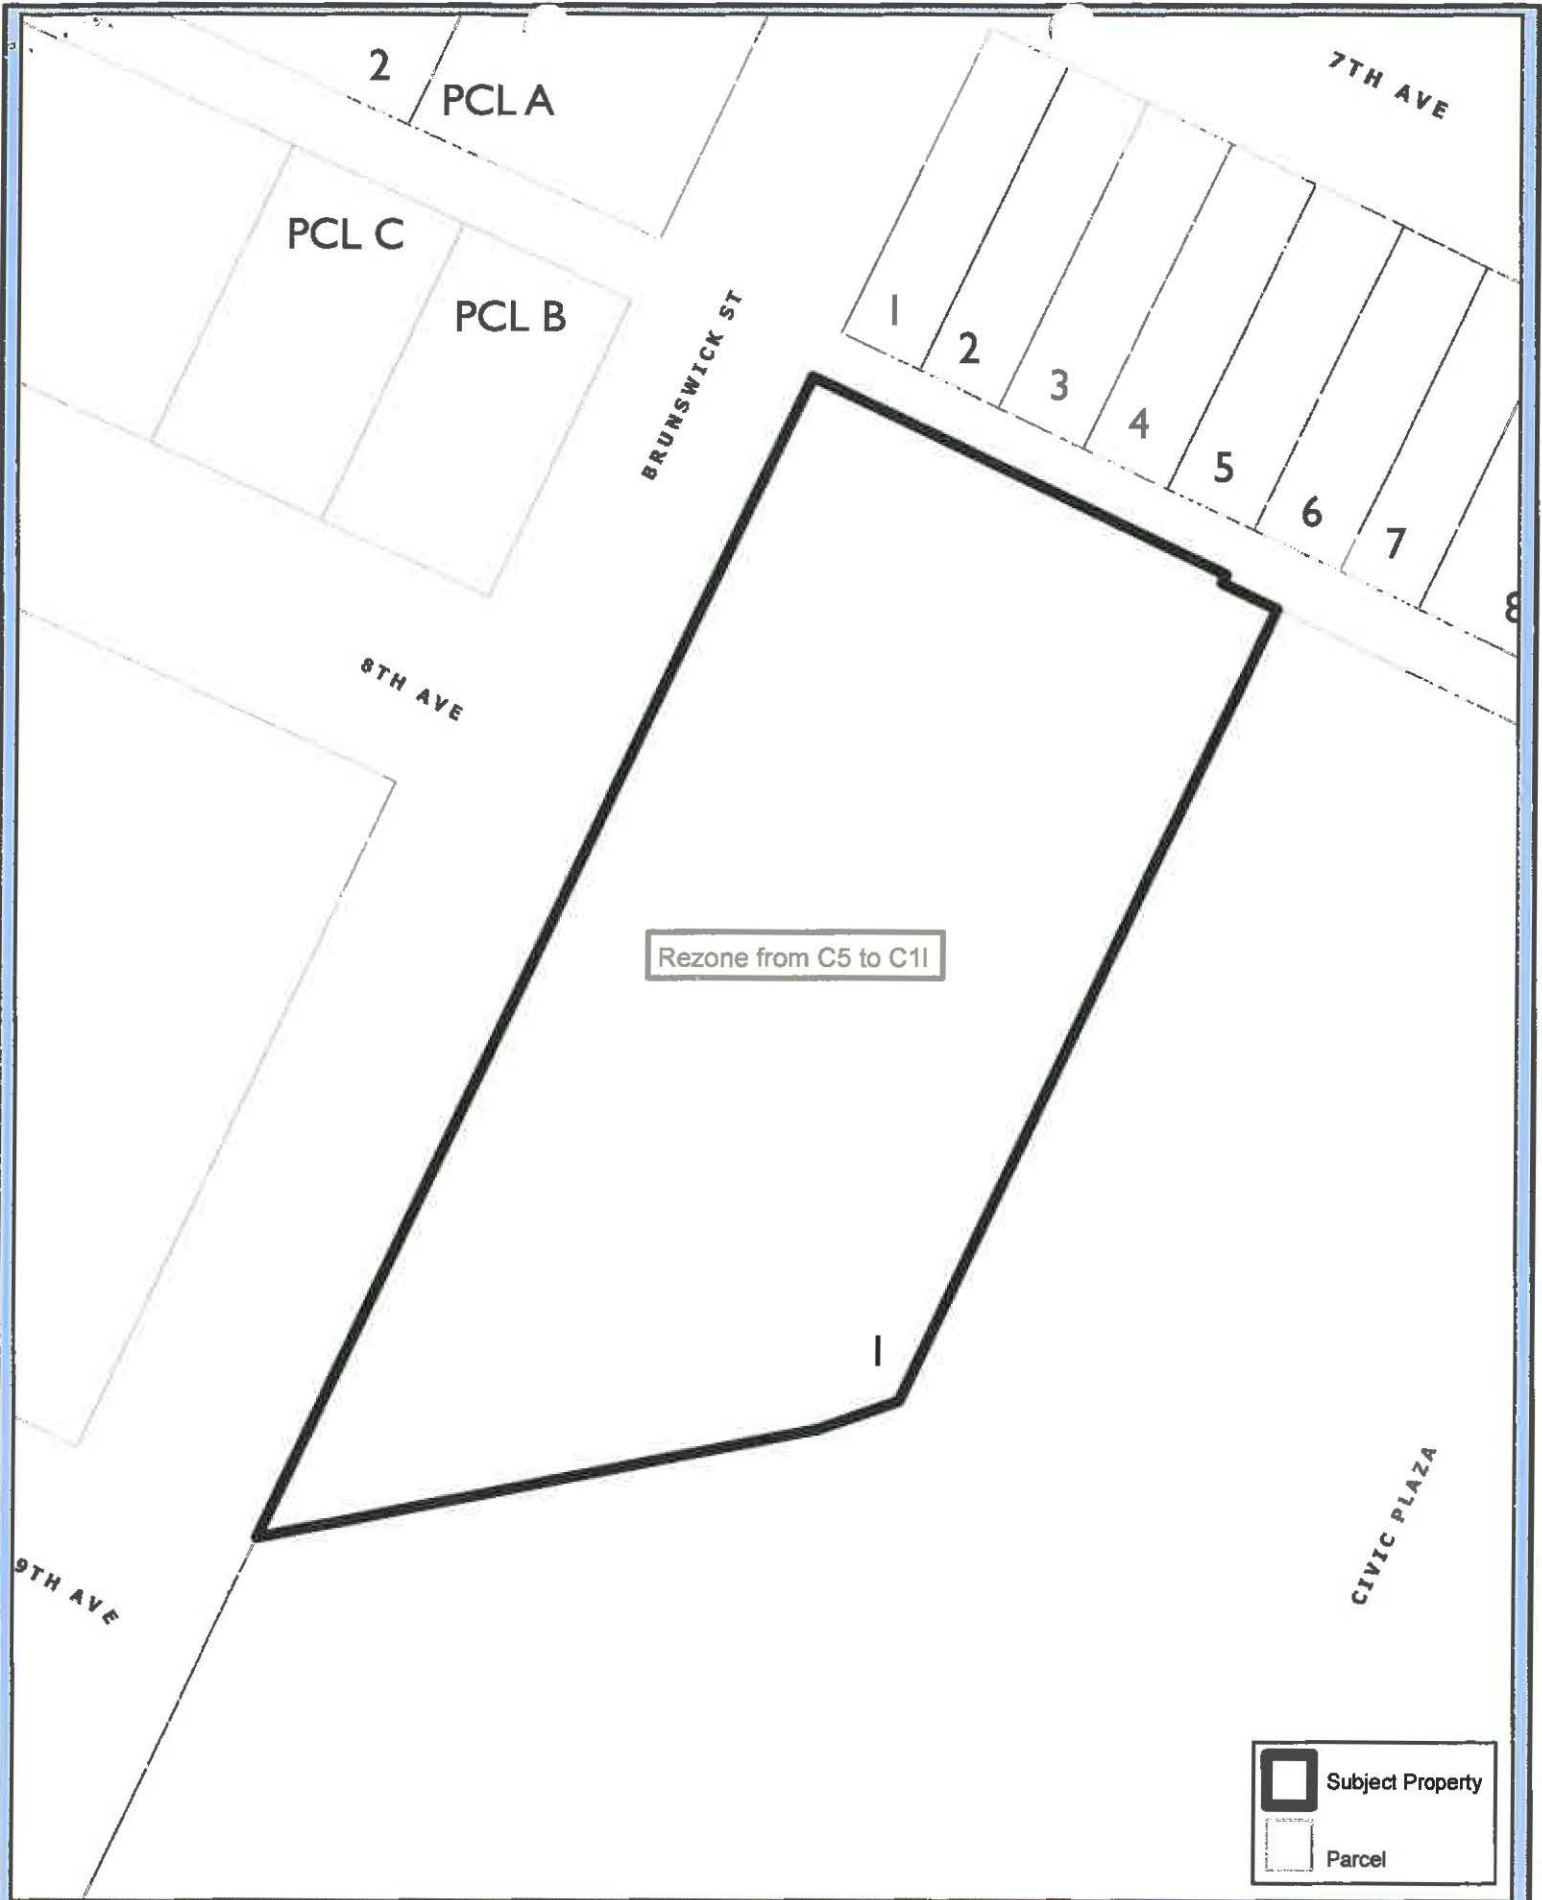 2
PCL A
7TH AVE
PCL C
PCL B
BRUNSWICK ST
1
2
3
4
5
6
7
8
8TH AVE
Rezone from C5 to C1l
1
CIVIC PLAZA
9TH AVE
Subject Property
Parcel